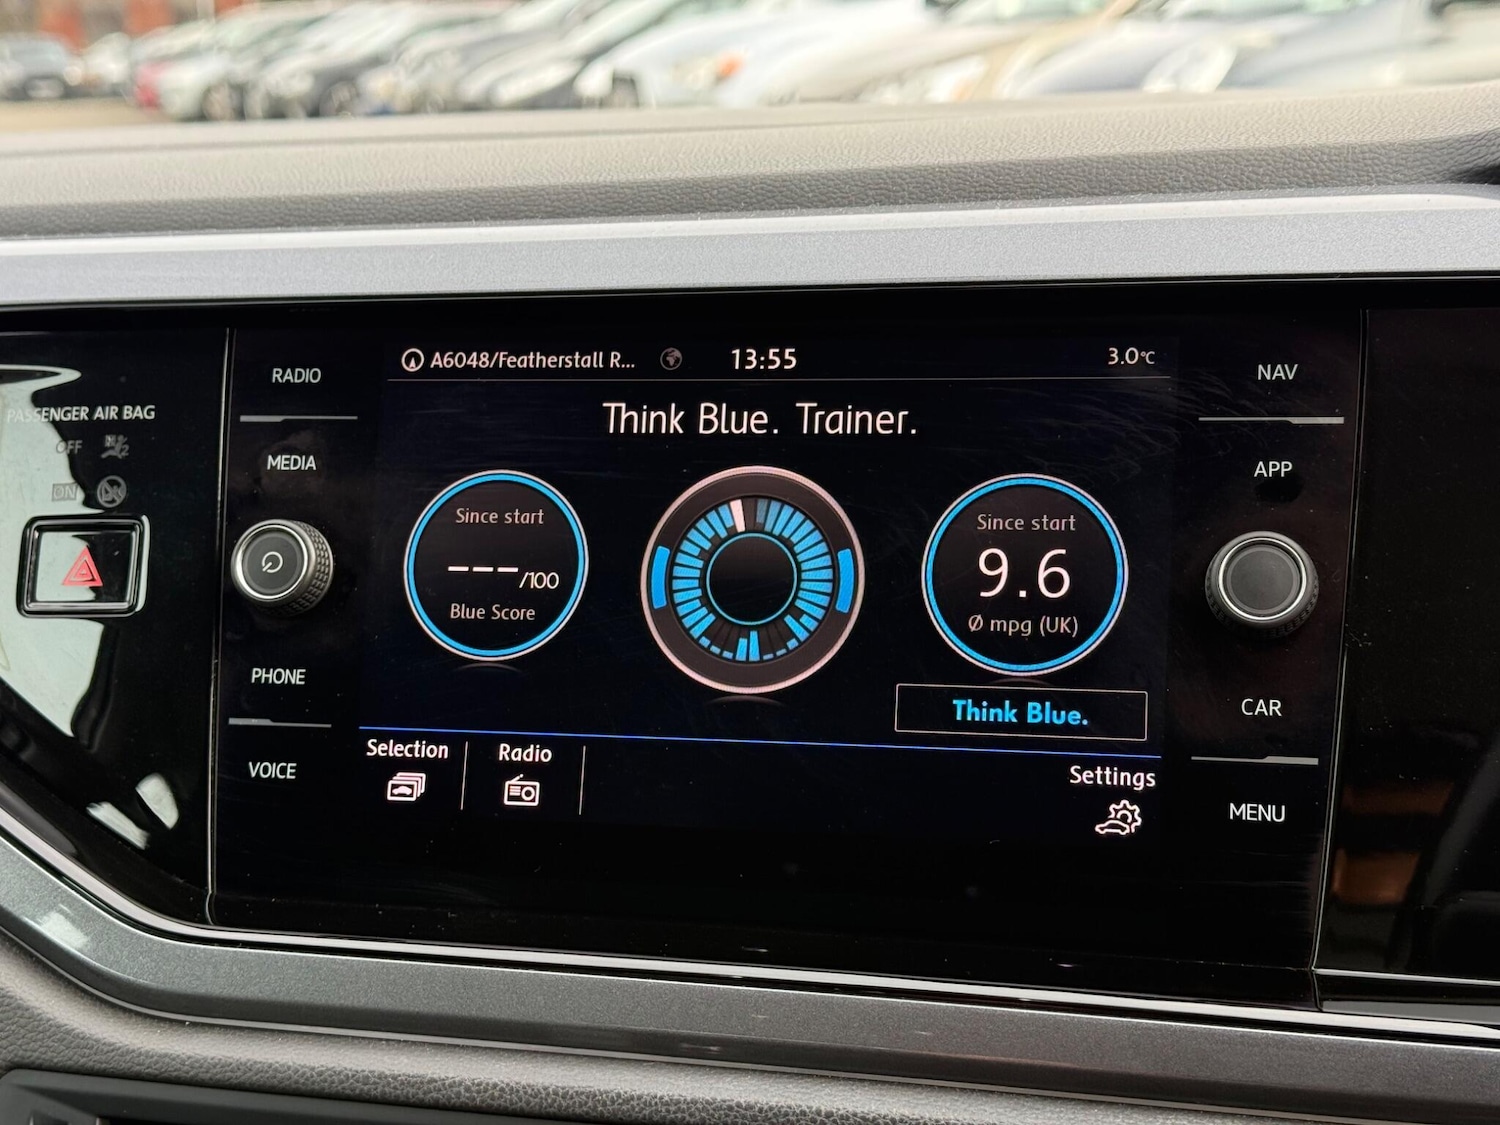 RADIO
MEDIA
PHONE
VOICE
PASSENGER AIR BAG
OFF
ON
A6048/Featherstall R...
13:55
3.0°C
Think Blue. Trainer.
Since start
---/100
Blue Score
Since start
9.6
Ø mpg (UK)
Think Blue.
Selection
Radio
Settings
NAV
APP
CAR
MENU